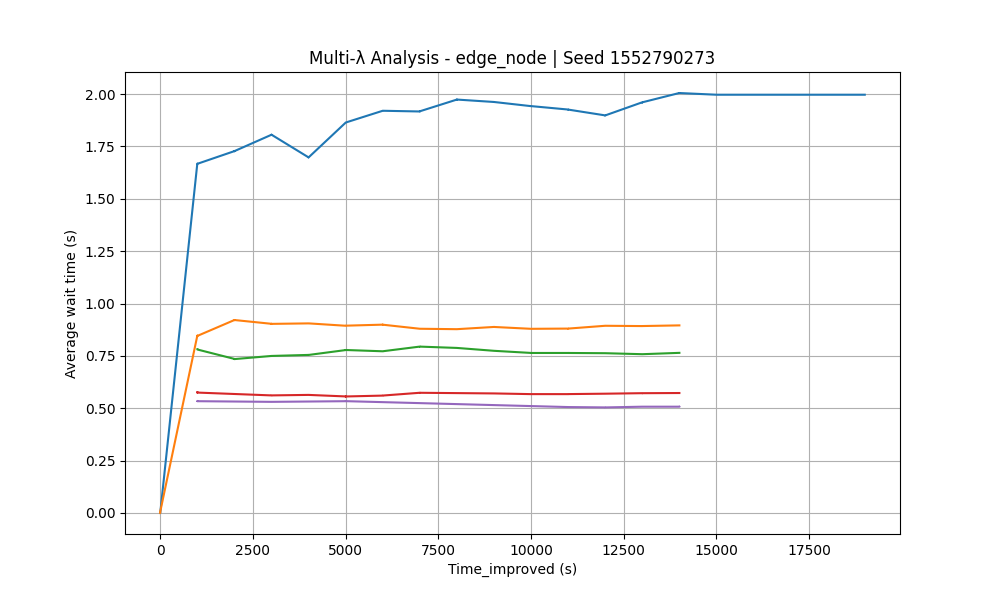 Multi-λ Analysis - edge_node | Seed 1552790273
Average wait time (s)
2.00
1.75
1.50
1.25
1.00
0.75
0.50
0.25
0.00
0 2500 5000 7500 10000 12500 15000 17500
Time_improved (s)